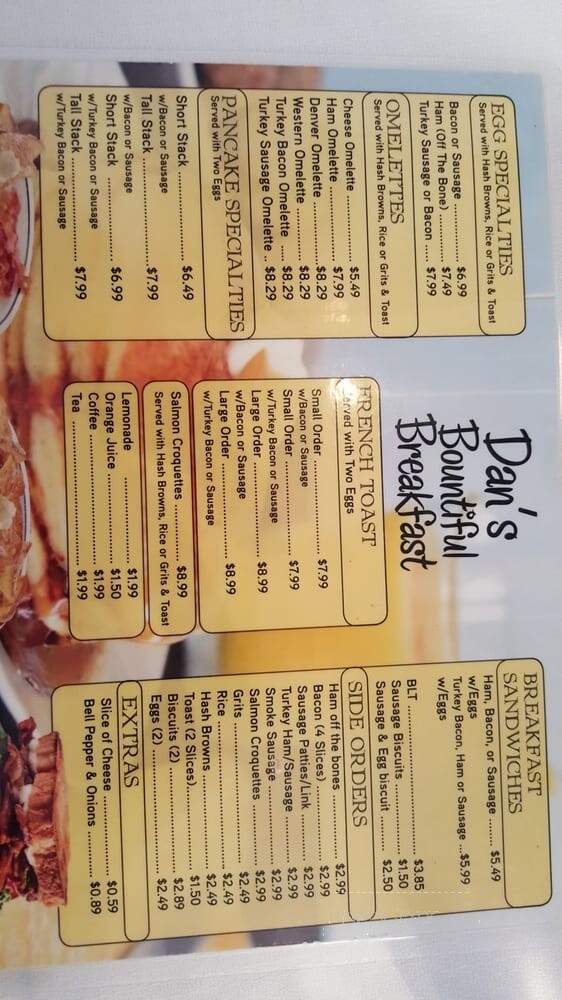 EGG SPECIALTIES
Served with Hash Browns, Rice or Grits & Toast
Bacon or Sausage .......... $6.99
Ham (Off The Bone) .......... $7.49
Turkey Sausage or Bacon .... $7.99
OMELETTES
Served with Hash Browns, Rice or Grits & Toast
Cheese Omelette .......... $5.49
Ham Omelette .......... $7.99
Denver Omelette .......... $8.29
Western Omelette .......... $8.29
Turkey Bacon Omelette .... $8.29
Turkey Sausage Omelette .. $8.29
PANCAKE SPECIALTIES
Served with Two Eggs
Short Stack .......... $6.49
w/Bacon or Sausage
Tall Stack .......... $7.99
w/Bacon or Sausage
Short Stack .......... $6.99
w/Turkey Bacon or Sausage
Tall Stack .......... $7.99
w/Turkey Bacon or Sausage
Dan's
Bountiful
Breakfast
FRENCH TOAST
Served with Two Eggs
Small Order .......... $7.99
w/Bacon or Sausage
Small Order .......... $7.99
w/Turkey Bacon or Sausage
Large Order .......... $8.99
w/Bacon or Sausage
Large Order .......... $8.99
w/Turkey Bacon or Sausage
Salmon Croquettes .......... $8.99
Served with Hash Browns, Rice or Grits & Toast
Lemonade .......... $1.99
Orange Juice .......... $1.50
Coffee .......... $1.99
Tea .......... $1.99
BREAKFAST
SANDWICHES
Ham, Bacon, or Sausage ........ $5.49
w/Eggs
Turkey Bacon, Ham or Sausage ...$5.99
w/Eggs
BLT .......... $3.85
Sausage Biscuits .......... $1.50
Sausage & Egg biscuit .......... $2.50
SIDE ORDERS
Ham off the bones .......... $2.99
Bacon (4 Slices) .......... $2.99
Sausage Patties/Link .......... $2.99
Turkey Ham/Sausage .......... $2.99
Smoke Sausage .......... $2.99
Salmon Croquettes .......... $2.99
Grits .......... $2.49
Rice .......... $2.49
Hash Browns .......... $2.49
Toast (2 Slices) .......... $1.50
Biscuits (2) .......... $2.89
Eggs (2) .......... $2.49
EXTRAS
Slice of Cheese .......... $0.59
Bell Pepper & Onions .......... $0.89